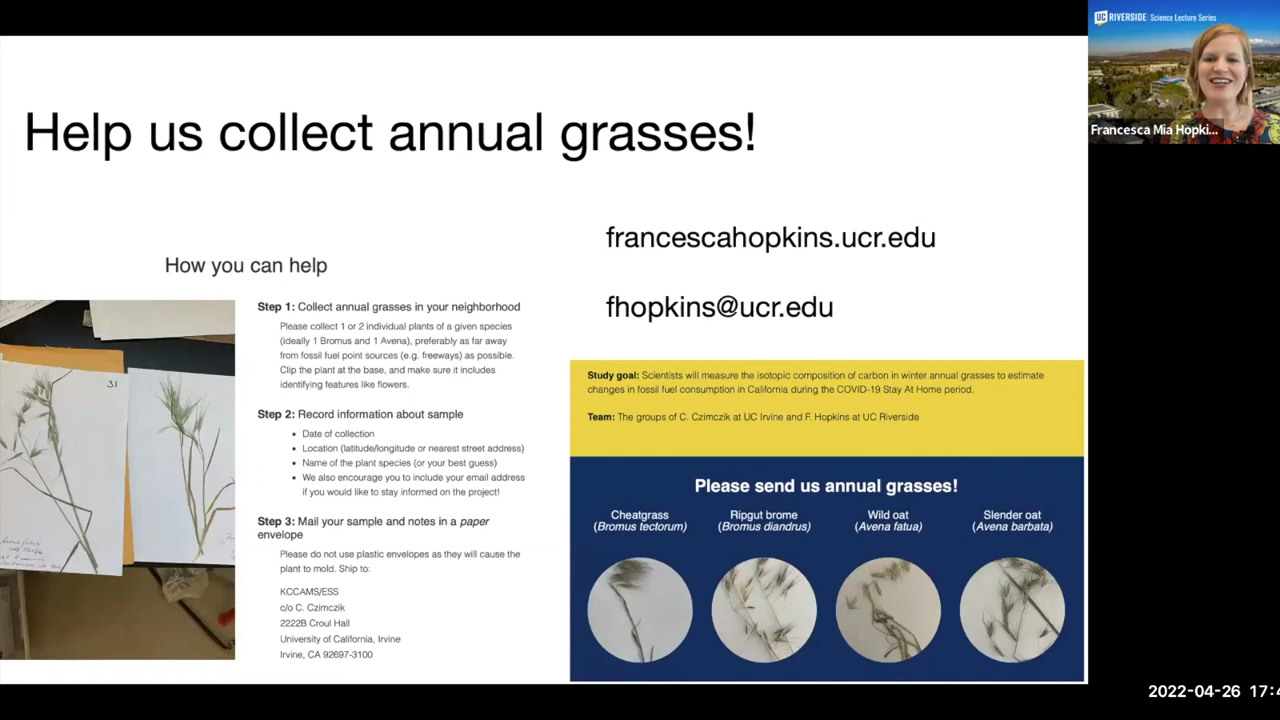 UC RIVERSIDE Science Lecture Series
Francesca Mia Hopki...
Help us collect annual grasses!
francescahopkins.ucr.edu
fhopkins@ucr.edu
How you can help
Step 1: Collect annual grasses in your neighborhood
Please collect 1 or 2 individual plants of a given species
(ideally 1 Bromus and 1 Avena), preferably as far away
from fossil fuel point sources (e.g. freeways) as possible.
Clip the plant at the base, and make sure it includes
identifying features like flowers.
Step 2: Record information about sample
• Date of collection
• Location (latitude/longitude or nearest street address)
• Name of the plant species (or your best guess)
• We also encourage you to include your email address
if you would like to stay informed on the project!
Step 3: Mail your sample and notes in a paper
envelope
Please do not use plastic envelopes as they will cause the
plant to mold. Ship to:
KCCAMS/ESS
c/o C. Czimczik
2222B Croul Hall
University of California, Irvine
Irvine, CA 92697-3100
31
Study goal: Scientists will measure the isotopic composition of carbon in winter annual grasses to estimate
changes in fossil fuel consumption in California during the COVID-19 Stay At Home period.
Team: The groups of C. Czimczik at UC Irvine and F. Hopkins at UC Riverside
Please send us annual grasses!
Cheatgrass
(Bromus tectorum)
Ripgut brome
(Bromus diandrus)
Wild oat
(Avena fatua)
Slender oat
(Avena barbata)
2022-04-26 17:4